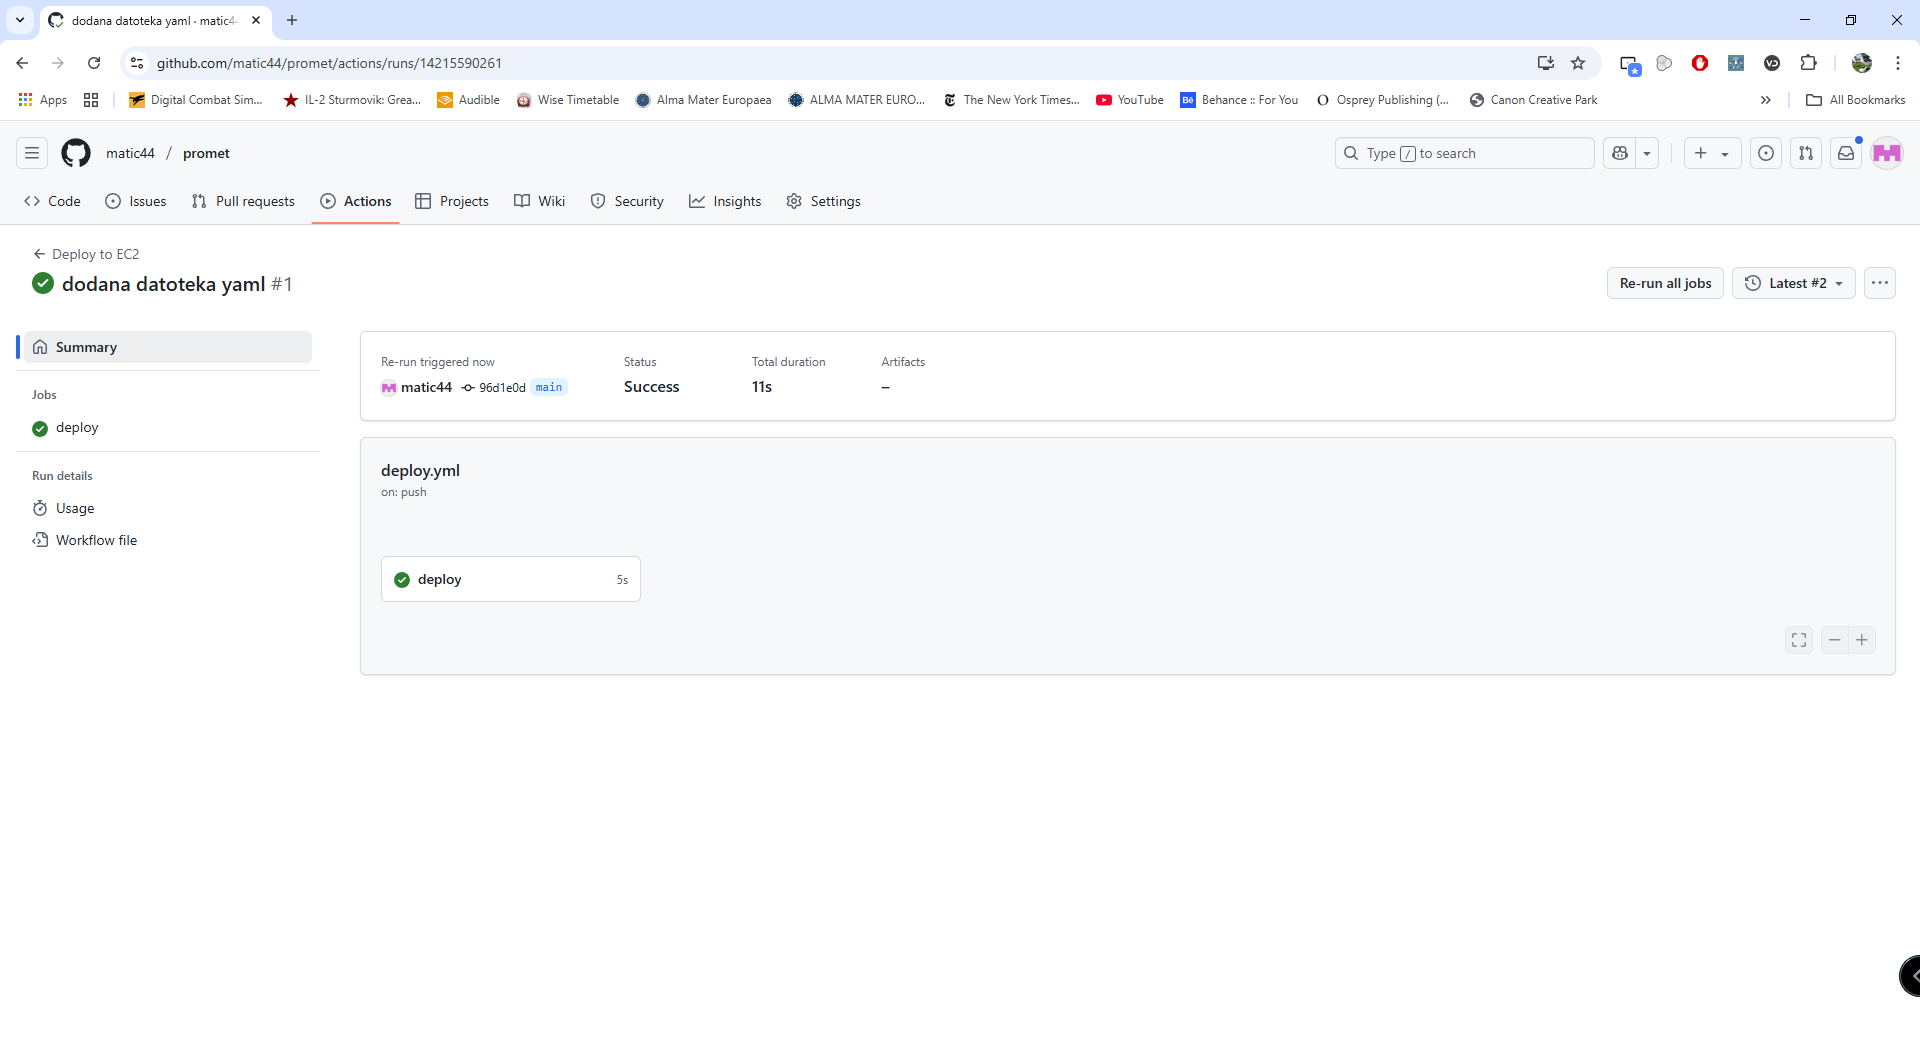 dodana datoteka yaml · matic44
github.com/matic44/promet/actions/runs/14215590261
Apps
Digital Combat Sim...
IL-2 Sturmovik: Grea...
Audible
Wise Timetable
Alma Mater Europaea
ALMA MATER EURO...
The New York Times...
YouTube
Behance :: For You
Osprey Publishing (...
Canon Creative Park
All Bookmarks
matic44 / promet
Type / to search
Code
Issues
Pull requests
Actions
Projects
Wiki
Security
Insights
Settings
Deploy to EC2
dodana datoteka yaml #1
Re-run all jobs
Latest #2
Summary
Jobs
deploy
Run details
Usage
Workflow file
Re-run triggered now
matic44 96d1e0d main
Status
Success
Total duration
11s
Artifacts
–
deploy.yml
on: push
deploy 5s